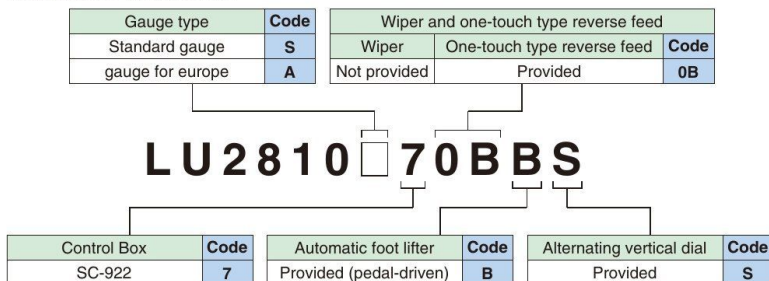 Gauge type Code
Standard gauge S
gauge for europe A
Wiper and one-touch type reverse feed
Wiper One-touch type reverse feed Code
Not provided Provided 0B
LU2810□70BBS
Control Box Code
SC-922 7
Automatic foot lifter Code
Provided (pedal-driven) B
Alternating vertical dial Code
Provided S